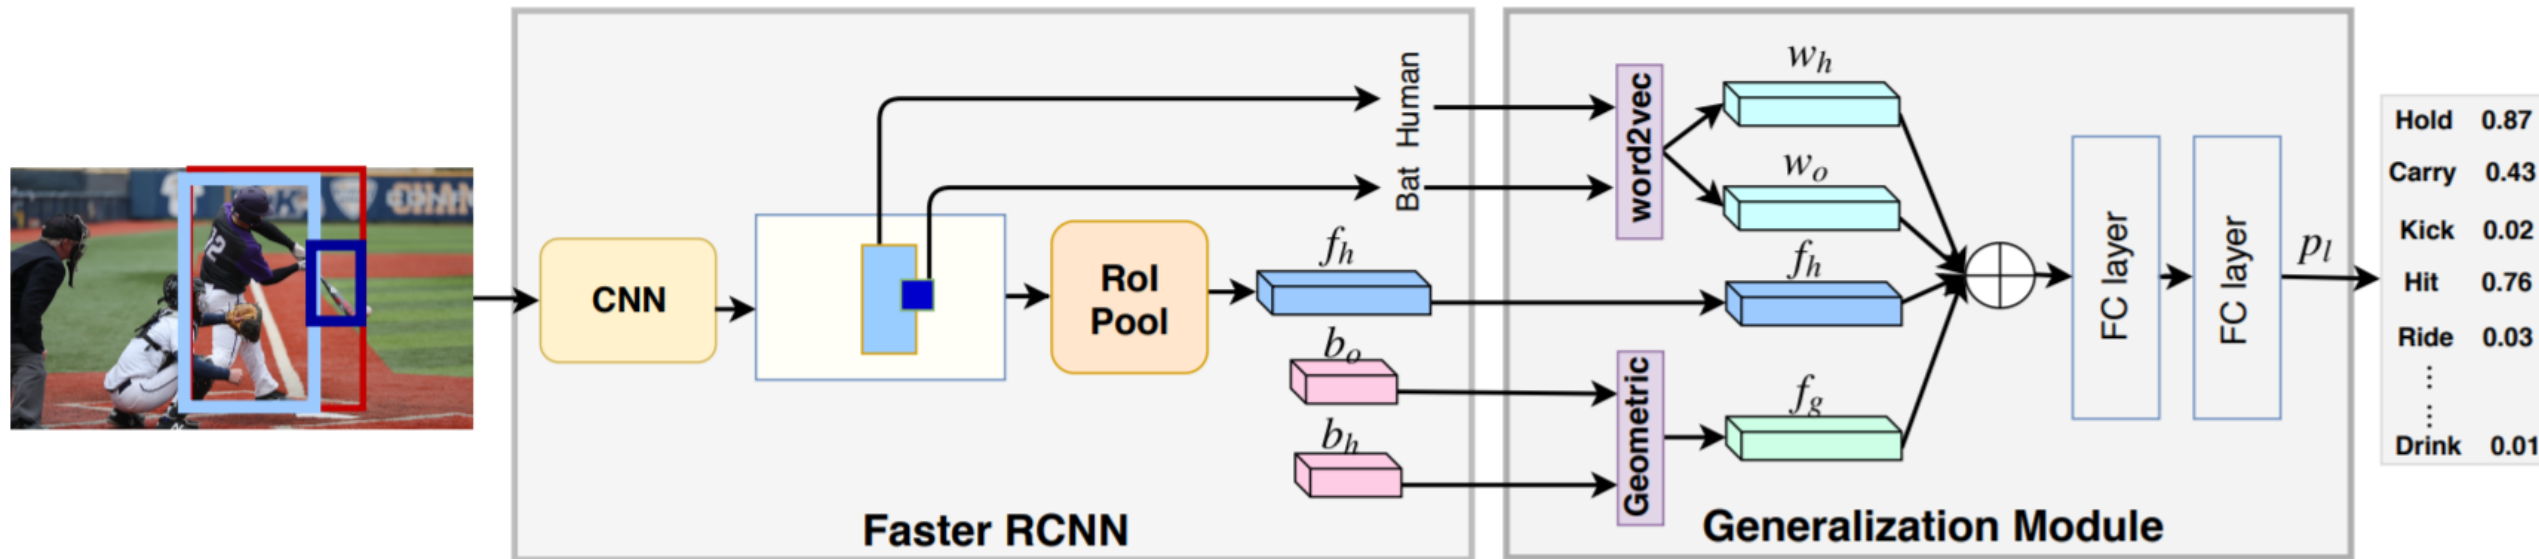 12
CNN
RoI
Pool
Human
Bat
f_h
b_o
b_h
Faster RCNN
word2vec
Geometric
w_h
w_o
f_h
f_g
FC layer
FC layer
p_l
Generalization Module
Hold 0.87
Carry 0.43
Kick 0.02
Hit 0.76
Ride 0.03
⋮
⋮
Drink 0.01